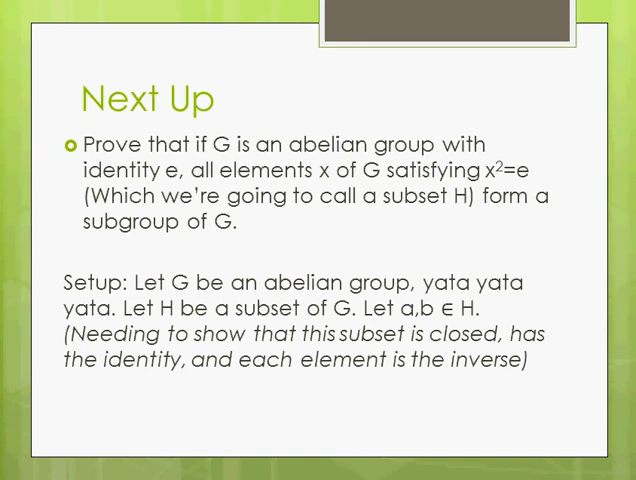 Next Up
Prove that if G is an abelian group with
identity e, all elements x of G satisfying x²=e
(Which we're going to call a subset H) form a
subgroup of G.
Setup: Let G be an abelian group, yata yata
yata. Let H be a subset of G. Let a,b ∈ H.
(Needing to show that this subset is closed, has
the identity, and each element is the inverse)